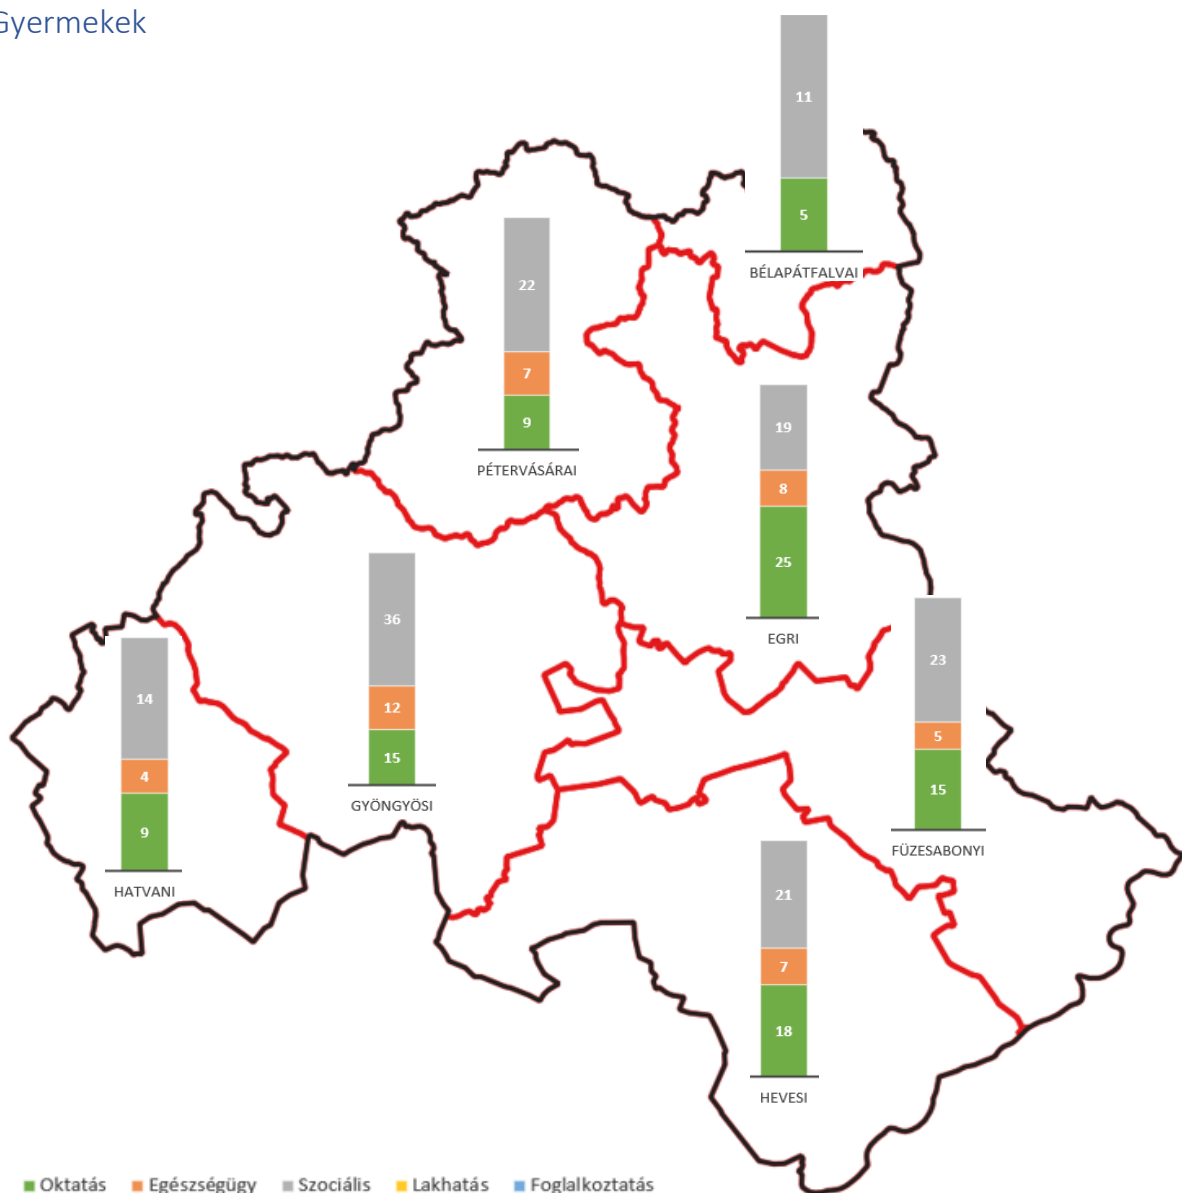 Gyermekek
11
5
BÉLAPÁTFALVAI
22
7
9
PÉTERVÁSÁRAI
19
8
25
EGRI
36
12
15
GYÖNGYÖSI
14
4
9
HATVANI
23
5
15
FÜZESABONYI
21
7
18
HEVESI
Oktatás Egészségügy Szociális Lakhatás Foglalkoztatás